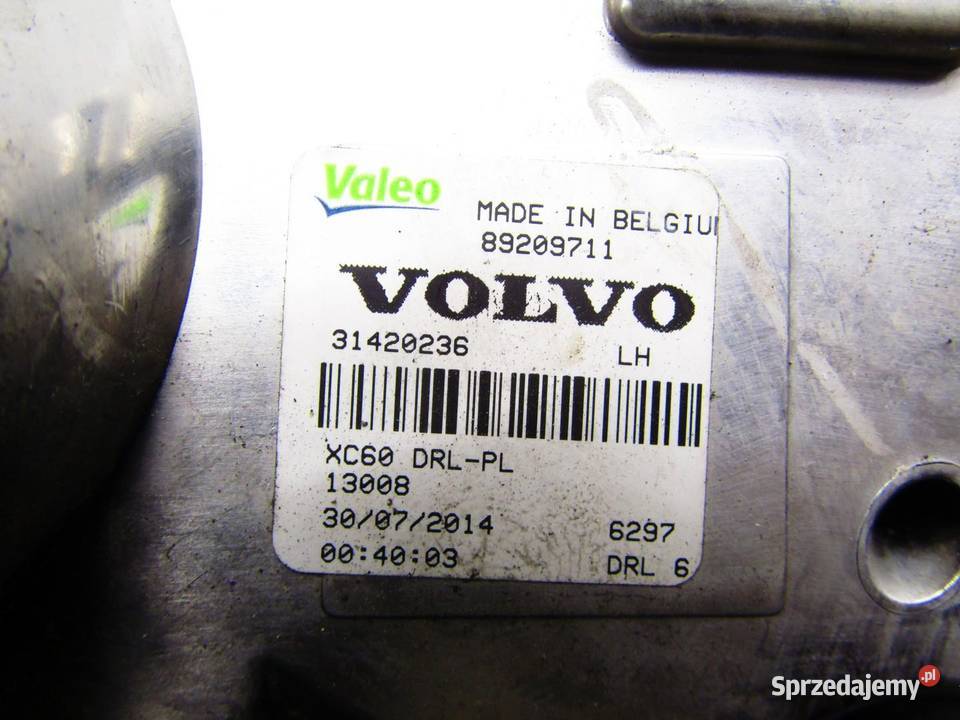 Valeo
MADE IN BELGIUM
89209711
VOLVO
31420236 LH
XC60 DRL-PL
13008
30/07/2014 6297
00:40:03 DRL 6
Sprzedajemy.pl